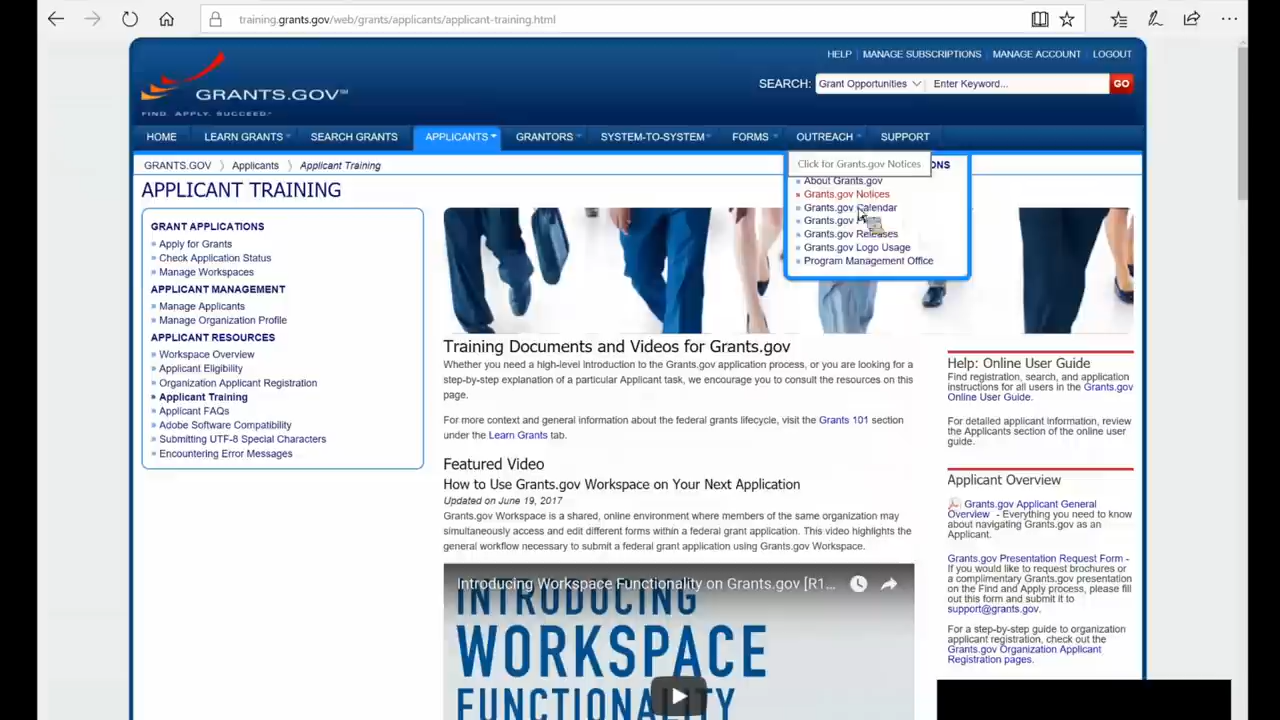 training.grants.gov/web/grants/applicants/applicant-training.html
HELP | MANAGE SUBSCRIPTIONS | MANAGE ACCOUNT | LOGOUT
SEARCH: Grant Opportunities Enter Keyword... GO
GRANTS.GOV℠
FIND. APPLY. SUCCEED.
HOME LEARN GRANTS SEARCH GRANTS APPLICANTS GRANTORS SYSTEM-TO-SYSTEM FORMS OUTREACH SUPPORT
GRANTS.GOV 〉 Applicants 〉 Applicant Training
Click for Grants.gov Notices
About Grants.gov
Grants.gov Notices
Grants.gov Calendar
Grants.gov
Grants.gov Releases
Grants.gov Logo Usage
Program Management Office
APPLICANT TRAINING
GRANT APPLICATIONS
Apply for Grants
Check Application Status
Manage Workspaces
APPLICANT MANAGEMENT
Manage Applicants
Manage Organization Profile
APPLICANT RESOURCES
Workspace Overview
Applicant Eligibility
Organization Applicant Registration
Applicant Training
Applicant FAQs
Adobe Software Compatibility
Submitting UTF-8 Special Characters
Encountering Error Messages
Training Documents and Videos for Grants.gov
Whether you need a high-level introduction to the Grants.gov application process, or you are looking for
a step-by-step explanation of a particular Applicant task, we encourage you to consult the resources on this
page.
For more context and general information about the federal grants lifecycle, visit the Grants 101 section
under the Learn Grants tab.
Featured Video
How to Use Grants.gov Workspace on Your Next Application
Updated on June 19, 2017
Grants.gov Workspace is a shared, online environment where members of the same organization may
simultaneously access and edit different forms within a federal grant application. This video highlights the
general workflow necessary to submit a federal grant application using Grants.gov Workspace.
Introducing Workspace Functionality on Grants.gov [R1...
INTRODUCING
WORKSPACE
FUNCTIONALITY
Help: Online User Guide
Find registration, search, and application
instructions for all users in the Grants.gov
Online User Guide.
For detailed applicant information, review
the Applicants section of the online user
guide.
Applicant Overview
Grants.gov Applicant General
Overview - Everything you need to know
about navigating Grants.gov as an
Applicant.
Grants.gov Presentation Request Form -
If you would like to request brochures or
a complimentary Grants.gov presentation
on the Find and Apply process, please fill
out this form and submit it to
support@grants.gov.
For a step-by-step guide to organization
applicant registration, check out the
Grants.gov Organization Applicant
Registration pages.